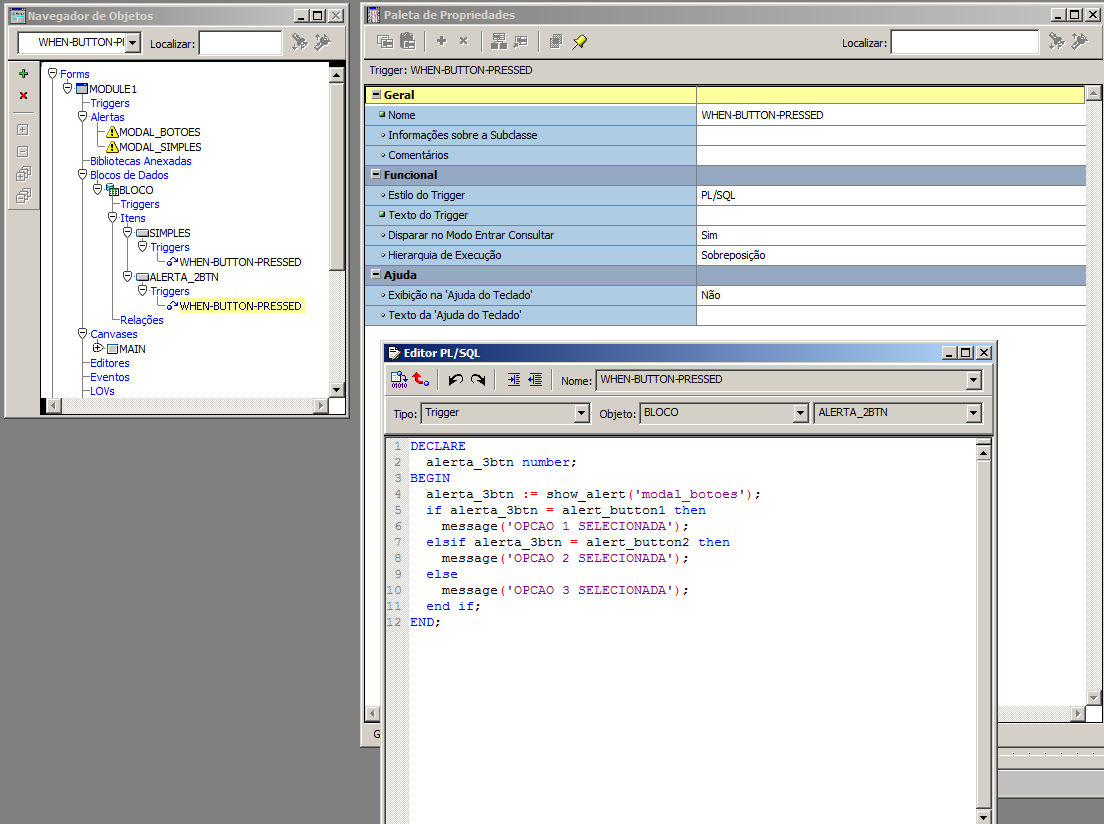 Navegador de Objetos
WHEN-BUTTON-PI
Localizar:
Forms
MODULE1
Triggers
Alertas
MODAL_BOTOES
MODAL_SIMPLES
Bibliotecas Anexadas
Blocos de Dados
BLOCO
Triggers
Itens
SIMPLES
Triggers
WHEN-BUTTON-PRESSED
ALERTA_2BTN
Triggers
WHEN-BUTTON-PRESSED
Relações
Canvases
MAIN
Editores
Eventos
LOVs
Paleta de Propriedades
Localizar:
Trigger: WHEN-BUTTON-PRESSED
Geral
Nome WHEN-BUTTON-PRESSED
Informações sobre a Subclasse
Comentários
Funcional
Estilo do Trigger PL/SQL
Texto do Trigger
Disparar no Modo Entrar Consultar Sim
Hierarquia de Execução Sobreposição
Ajuda
Exibição na 'Ajuda do Teclado' Não
Texto da 'Ajuda do Teclado'
G
Editor PL/SQL
Nome: WHEN-BUTTON-PRESSED
Tipo: Trigger Objeto: BLOCO ALERTA_2BTN
1 DECLARE
2 alerta_3btn number;
3 BEGIN
4 alerta_3btn := show_alert('modal_botoes');
5 if alerta_3btn = alert_button1 then
6 message('OPCAO 1 SELECIONADA');
7 elsif alerta_3btn = alert_button2 then
8 message('OPCAO 2 SELECIONADA');
9 else
10 message('OPCAO 3 SELECIONADA');
11 end if;
12 END;